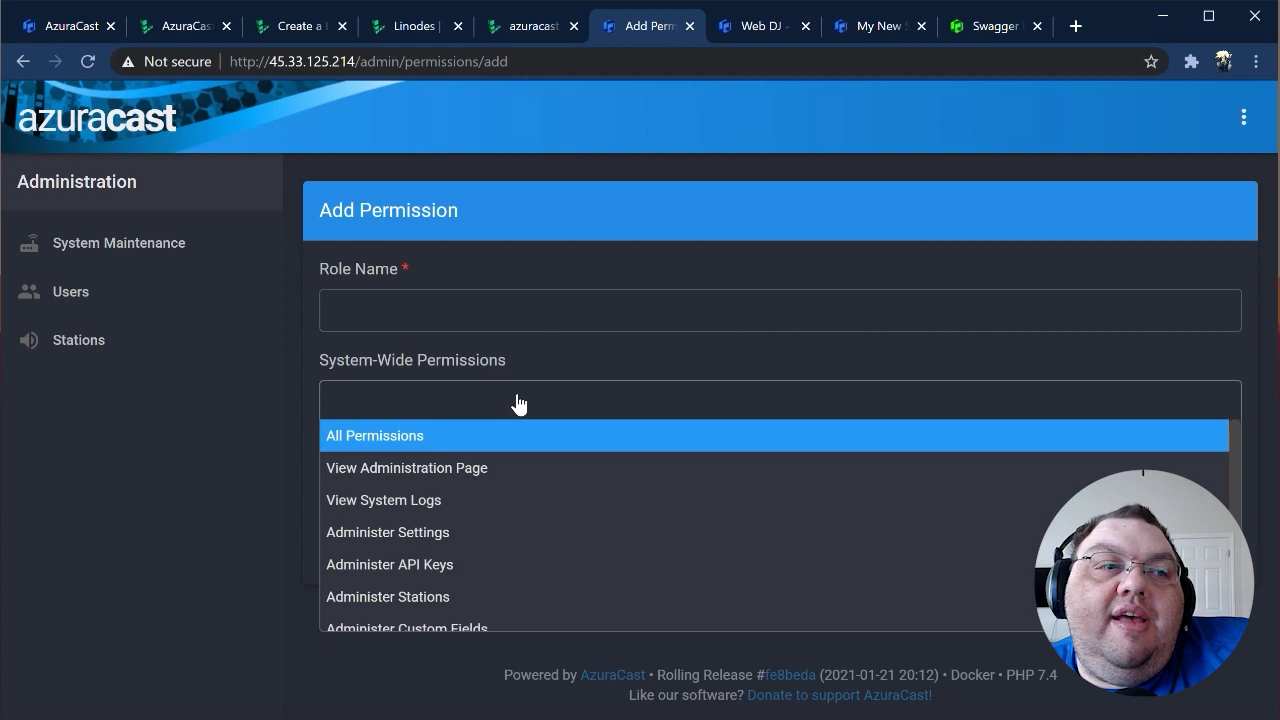 AzuraCast
AzuraCas
Create a L
Linodes |
azuracast
Add Perm
Web DJ -
My New S
Swagger
Not secure
http://45.33.125.214/admin/permissions/add
azuracast
Administration
System Maintenance
Users
Stations
Add Permission
Role Name *
System-Wide Permissions
All Permissions
View Administration Page
View System Logs
Administer Settings
Administer API Keys
Administer Stations
Administer Custom Fields
Powered by AzuraCast • Rolling Release #fe8beda (2021-01-21 20:12) • Docker • PHP 7.4
Like our software? Donate to support AzuraCast!